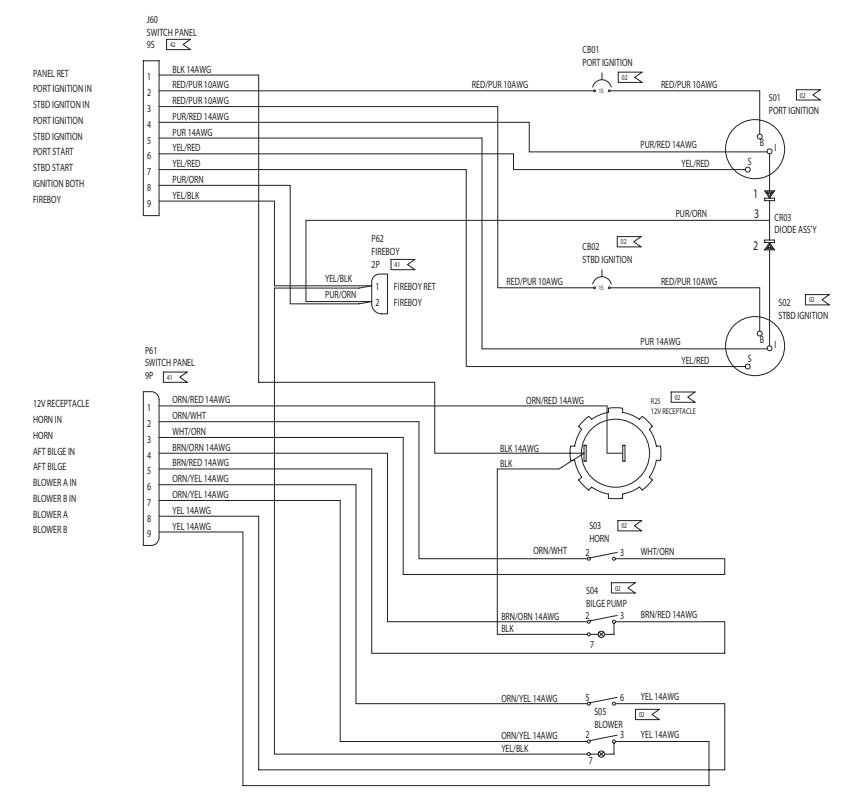 J60
SWITCH PANEL
9S 42
PANEL RET 1 BLK 14AWG
PORT IGNITION IN 2 RED/PUR 10AWG
STBD IGNITON IN 3 RED/PUR 10AWG
PORT IGNITION 4 PUR/RED 14AWG
STBD IGNITION 5 PUR 14AWG
PORT START 6 YEL/RED
STBD START 7 YEL/RED
IGNITION BOTH 8 PUR/ORN
FIREBOY 9 YEL/BLK
CB01
PORT IGNITION
02
RED/PUR 10AWG 15 RED/PUR 10AWG
S01 02
PORT IGNITION
B
I
S
PUR/RED 14AWG
YEL/RED
1
PUR/ORN 3 CR03
DIODE ASS'Y
2
P62
FIREBOY
2P 41
YEL/BLK 1 FIREBOY RET
PUR/ORN 2 FIREBOY
CB02 02
STBD IGNITION
RED/PUR 10AWG 15 RED/PUR 10AWG
S02 02
STBD IGNITION
B
I
S
PUR 14AWG
YEL/RED
P61
SWITCH PANEL
9P 41
12V RECEPTACLE 1 ORN/RED 14AWG
HORN IN 2 ORN/WHT
HORN 3 WHT/ORN
AFT BILGE IN 4 BRN/ORN 14AWG
AFT BILGE 5 BRN/RED 14AWG
BLOWER A IN 6 ORN/YEL 14AWG
BLOWER B IN 7 ORN/YEL 14AWG
BLOWER A 8 YEL 14AWG
BLOWER B 9 YEL 14AWG
ORN/RED 14AWG
R25 02
12V RECEPTACLE
BLK 14AWG
BLK
S03 02
HORN
ORN/WHT 2 3 WHT/ORN
S04 02
BILGE PUMP
BRN/ORN 14AWG 2 3 BRN/RED 14AWG
BLK
7
ORN/YEL 14AWG 5 6 YEL 14AWG
S05 02
BLOWER
ORN/YEL 14AWG 2 3 YEL 14AWG
YEL/BLK
7